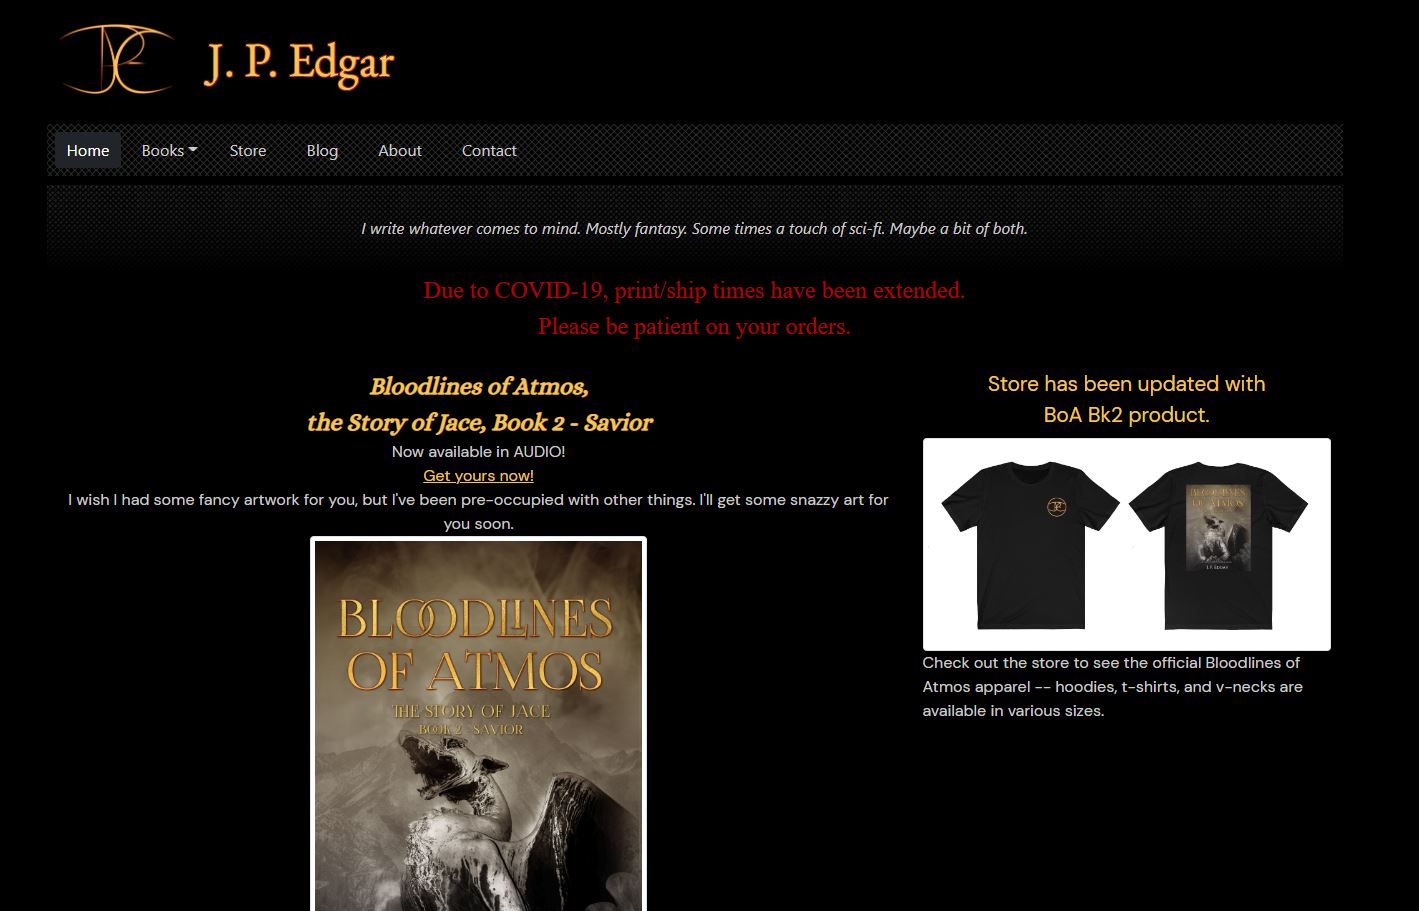 J. P. Edgar
Home Books Store Blog About Contact
I write whatever comes to mind. Mostly fantasy. Some times a touch of sci-fi. Maybe a bit of both.
Due to COVID-19, print/ship times have been extended.
Please be patient on your orders.
Bloodlines of Atmos,
the Story of Jace, Book 2 - Savior
Now available in AUDIO!
Get yours now!
I wish I had some fancy artwork for you, but I've been pre-occupied with other things. I'll get some snazzy art for
you soon.
BLOODLINES
OF ATMOS
THE STORY OF JACE
BOOK 2 - SAVIOR
Store has been updated with
BoA Bk2 product.
BLOODLINES
OF ATMOS
J.P. EDGAR
Check out the store to see the official Bloodlines of
Atmos apparel -- hoodies, t-shirts, and v-necks are
available in various sizes.